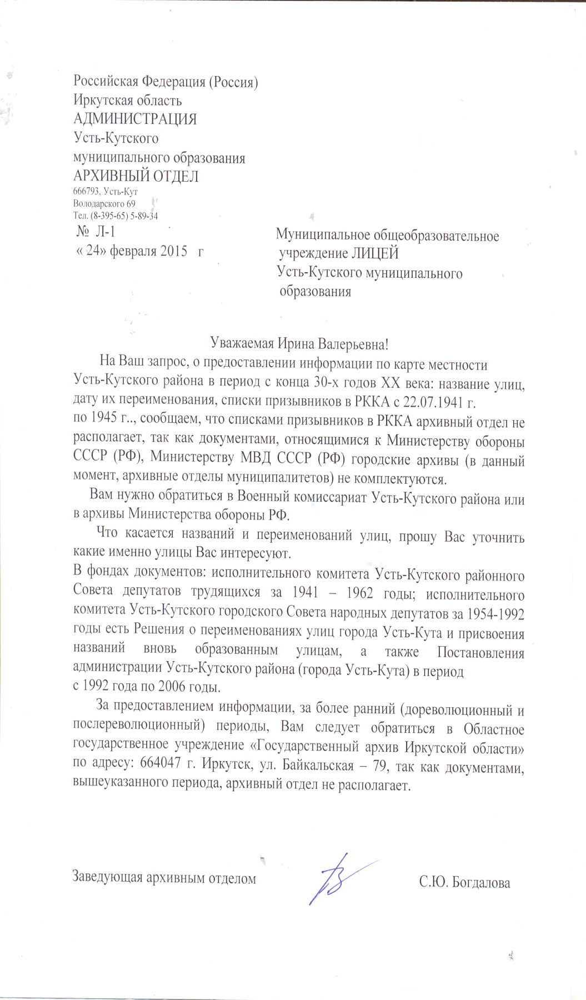 Российская Федерация (Россия)
Иркутская область
АДМИНИСТРАЦИЯ
Усть-Кутского
муниципального образования
АРХИВНЫЙ ОТДЕЛ
666793, Усть-Кут
Володарского 69
Тел. (8-395-65) 5-89-34
№ Л-1
« 24» февраля 2015 г
Муниципальное общеобразовательное
учреждение ЛИЦЕЙ
Усть-Кутского муниципального
образования
Уважаемая Ирина Валерьевна!
На Ваш запрос, о предоставлении информации по карте местности
Усть-Кутского района в период с конца 30-х годов XX века: название улиц,
дату их переименования, списки призывников в РККА с 22.07.1941 г.
по 1945 г.., сообщаем, что списками призывников в РККА архивный отдел не
располагает, так как документами, относящимися к Министерству обороны
СССР (РФ), Министерству МВД СССР (РФ) городские архивы (в данный
момент, архивные отделы муниципалитетов) не комплектуются.
Вам нужно обратиться в Военный комиссариат Усть-Кутского района или
в архивы Министерства обороны РФ.
Что касается названий и переименований улиц, прошу Вас уточнить
какие именно улицы Вас интересуют.
В фондах документов: исполнительного комитета Усть-Кутского районного
Совета депутатов трудящихся за 1941 – 1962 годы; исполнительного
комитета Усть-Кутского городского Совета народных депутатов за 1954-1992
годы есть Решения о переименованиях улиц города Усть-Кута и присвоения
названий вновь образованным улицам, а также Постановления
администрации Усть-Кутского района (города Усть-Кута) в период
с 1992 года по 2006 годы.
За предоставлением информации, за более ранний (дореволюционный и
послереволюционный) периоды, Вам следует обратиться в Областное
государственное учреждение «Государственный архив Иркутской области»
по адресу: 664047 г. Иркутск, ул. Байкальская – 79, так как документами,
вышеуказанного периода, архивный отдел не располагает.
Заведующая архивным отделом
С.Ю. Богдалова